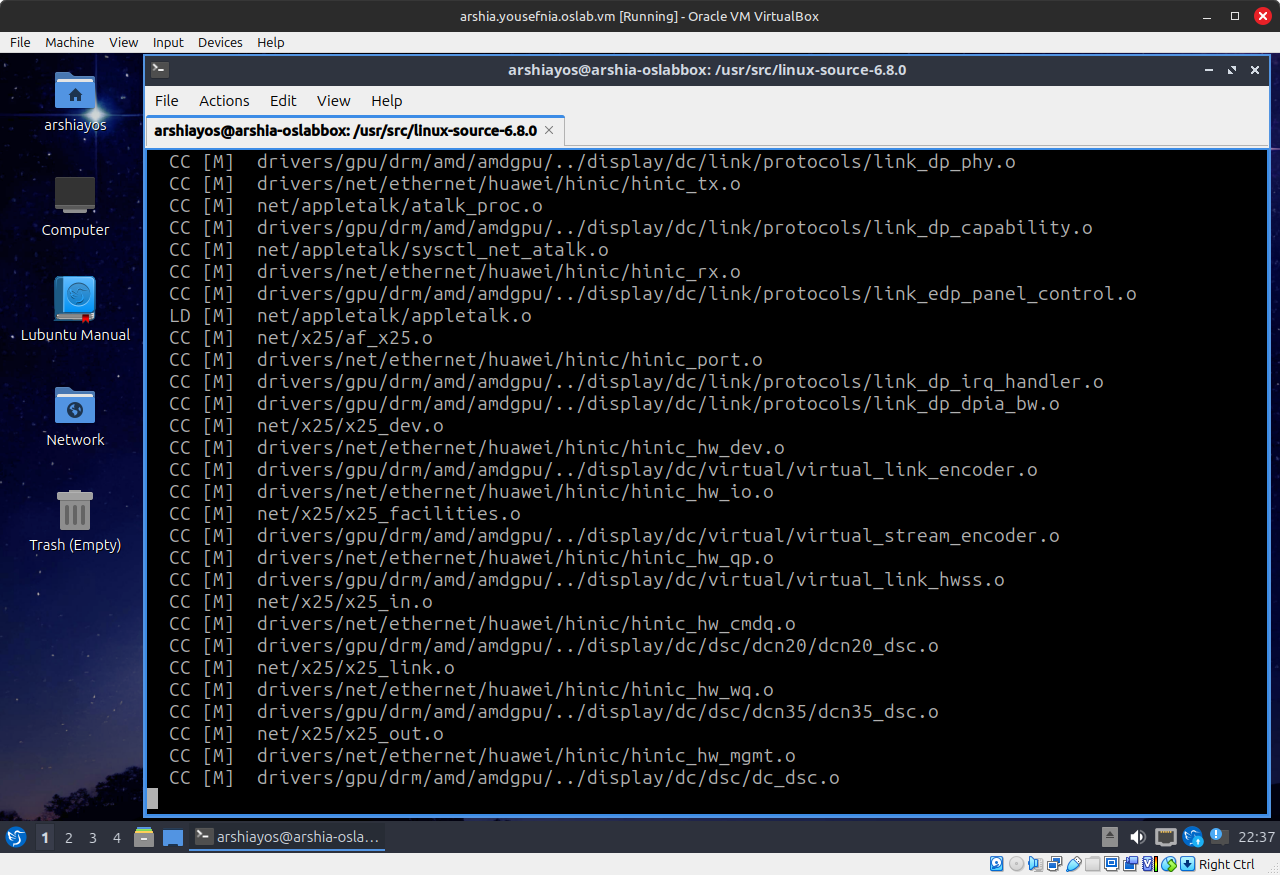 arshia.yousefnia.oslab.vm [Running] - Oracle VM VirtualBox
File Machine View Input Devices Help
arshiayos@arshia-oslabbox: /usr/src/linux-source-6.8.0
File Actions Edit View Help
arshiayos@arshia-oslabbox: /usr/src/linux-source-6.8.0
arshiayos
Computer
Lubuntu Manual
Network
Trash (Empty)
CC [M] drivers/gpu/drm/amd/amdgpu/../display/dc/link/protocols/link_dp_phy.o
CC [M] drivers/net/ethernet/huawei/hinic/hinic_tx.o
CC [M] net/appletalk/atalk_proc.o
CC [M] drivers/gpu/drm/amd/amdgpu/../display/dc/link/protocols/link_dp_capability.o
CC [M] net/appletalk/sysctl_net_atalk.o
CC [M] drivers/net/ethernet/huawei/hinic/hinic_rx.o
CC [M] drivers/gpu/drm/amd/amdgpu/../display/dc/link/protocols/link_edp_panel_control.o
LD [M] net/appletalk/appletalk.o
CC [M] net/x25/af_x25.o
CC [M] drivers/net/ethernet/huawei/hinic/hinic_port.o
CC [M] drivers/gpu/drm/amd/amdgpu/../display/dc/link/protocols/link_dp_irq_handler.o
CC [M] drivers/gpu/drm/amd/amdgpu/../display/dc/link/protocols/link_dp_dpia_bw.o
CC [M] net/x25/x25_dev.o
CC [M] drivers/net/ethernet/huawei/hinic/hinic_hw_dev.o
CC [M] drivers/gpu/drm/amd/amdgpu/../display/dc/virtual/virtual_link_encoder.o
CC [M] drivers/net/ethernet/huawei/hinic/hinic_hw_io.o
CC [M] net/x25/x25_facilities.o
CC [M] drivers/gpu/drm/amd/amdgpu/../display/dc/virtual/virtual_stream_encoder.o
CC [M] drivers/net/ethernet/huawei/hinic/hinic_hw_qp.o
CC [M] drivers/gpu/drm/amd/amdgpu/../display/dc/virtual/virtual_link_hwss.o
CC [M] net/x25/x25_in.o
CC [M] drivers/net/ethernet/huawei/hinic/hinic_hw_cmdq.o
CC [M] drivers/gpu/drm/amd/amdgpu/../display/dc/dsc/dcn20/dcn20_dsc.o
CC [M] net/x25/x25_link.o
CC [M] drivers/net/ethernet/huawei/hinic/hinic_hw_wq.o
CC [M] drivers/gpu/drm/amd/amdgpu/../display/dc/dsc/dcn35/dcn35_dsc.o
CC [M] net/x25/x25_out.o
CC [M] drivers/net/ethernet/huawei/hinic/hinic_hw_mgmt.o
CC [M] drivers/gpu/drm/amd/amdgpu/../display/dc/dsc/dc_dsc.o
1 2 3 4 arshiayos@arshia-osla... 22:37
Right Ctrl